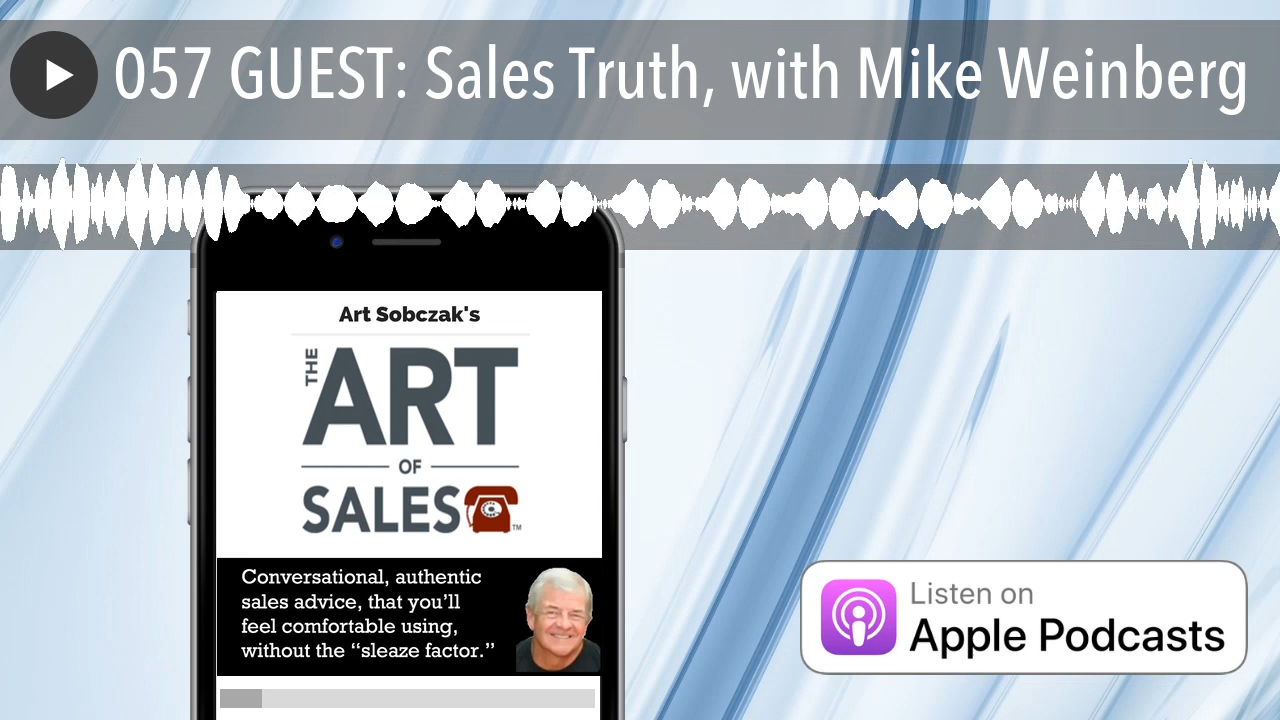 057 GUEST: Sales Truth, with Mike Weinberg
Art Sobczak's
THE
ART
OF
SALES
TM
Conversational, authentic
sales advice, that you’ll
feel comfortable using,
without the “sleaze factor.”
Listen on
Apple Podcasts